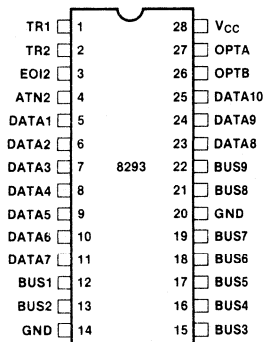 TR1 1 28 VCC
TR2 2 27 OPTA
EOI2 3 26 OPTB
ATN2 4 25 DATA10
DATA1 5 24 DATA9
DATA2 6 23 DATA8
DATA3 7 8293 22 BUS9
DATA4 8 21 BUS8
DATA5 9 20 GND
DATA6 10 19 BUS7
DATA7 11 18 BUS6
BUS1 12 17 BUS5
BUS2 13 16 BUS4
GND 14 15 BUS3